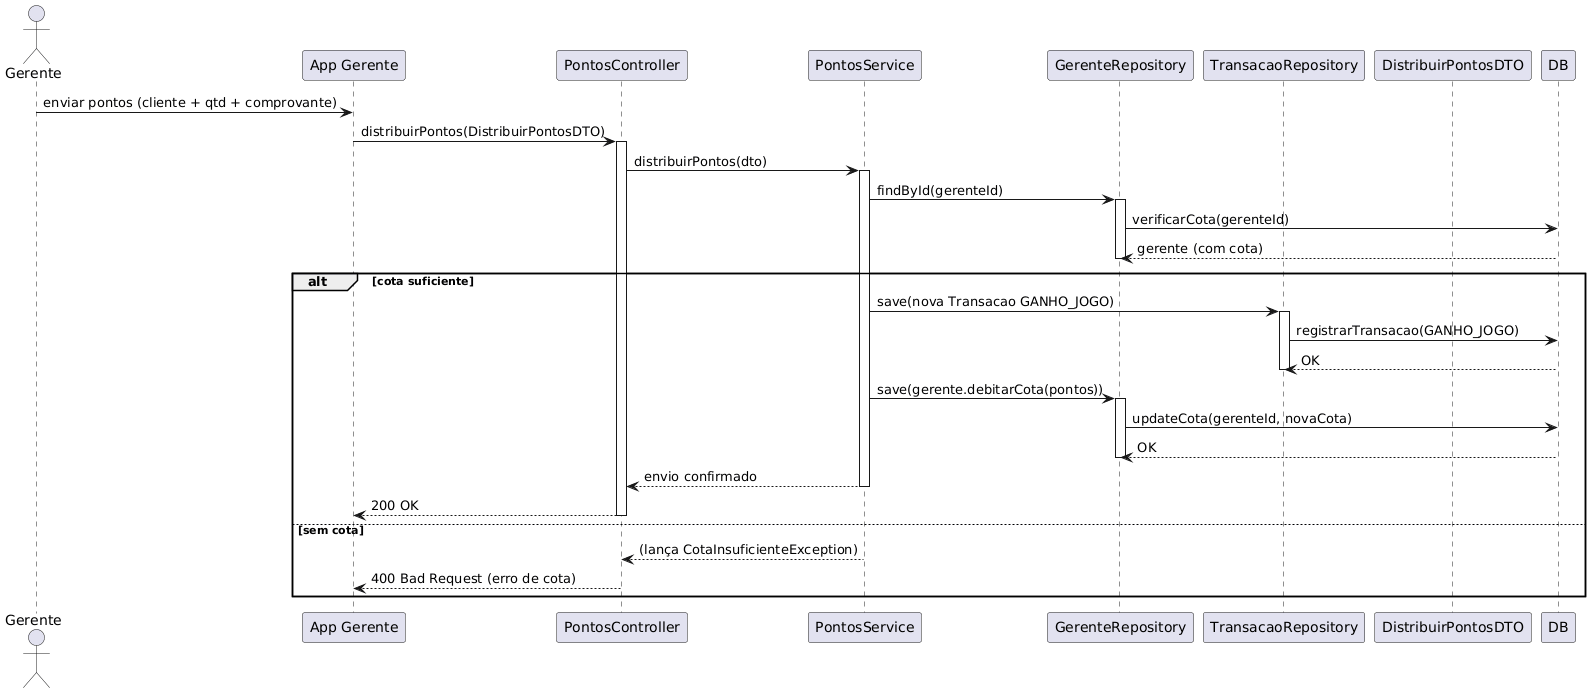 Gerente
App Gerente
PontosController
PontosService
GerenteRepository
TransacaoRepository
DistribuirPontosDTO
DB
enviar pontos (cliente + qtd + comprovante)
distribuirPontos(DistribuirPontosDTO)
distribuirPontos(dto)
findById(gerenteId)
verificarCota(gerenteId)
gerente (com cota)
alt
[cota suficiente]
save(nova Transacao GANHO_JOGO)
registrarTransacao(GANHO_JOGO)
OK
save(gerente.debitarCota(pontos))
updateCota(gerenteId, novaCota)
OK
envio confirmado
200 OK
[sem cota]
(lança CotaInsuficienteException)
400 Bad Request (erro de cota)
Gerente
App Gerente
PontosController
PontosService
GerenteRepository
TransacaoRepository
DistribuirPontosDTO
DB